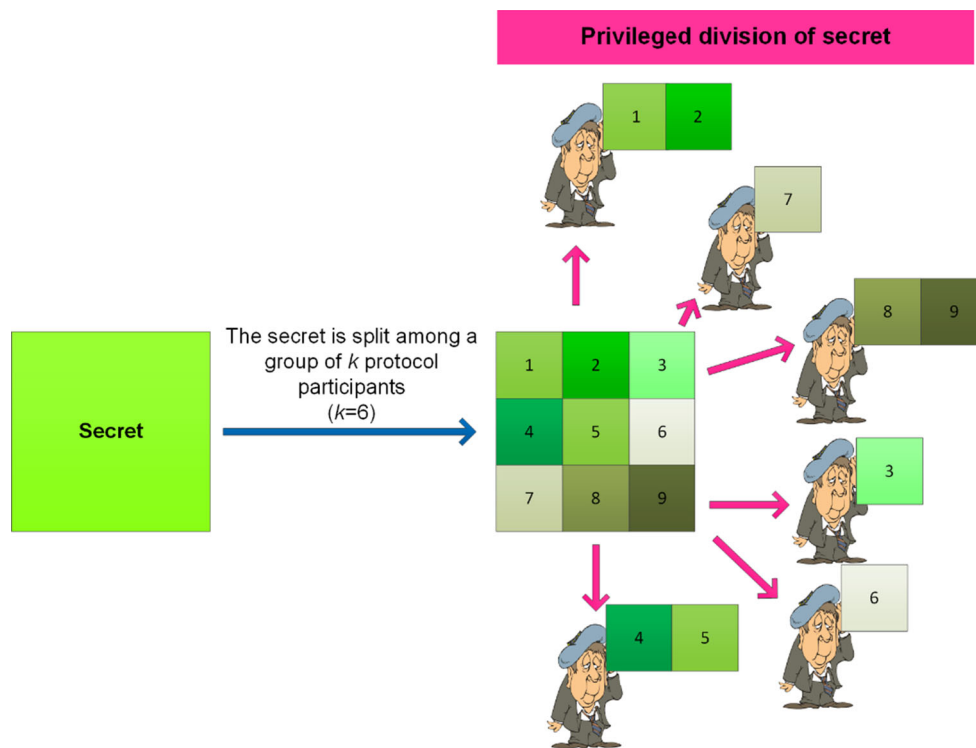 Privileged division of secret
1 2
7
8 9
The secret is split among a
group of k protocol
participants
(k=6)
Secret
1 2 3
4 5 6
7 8 9
3
6
4 5